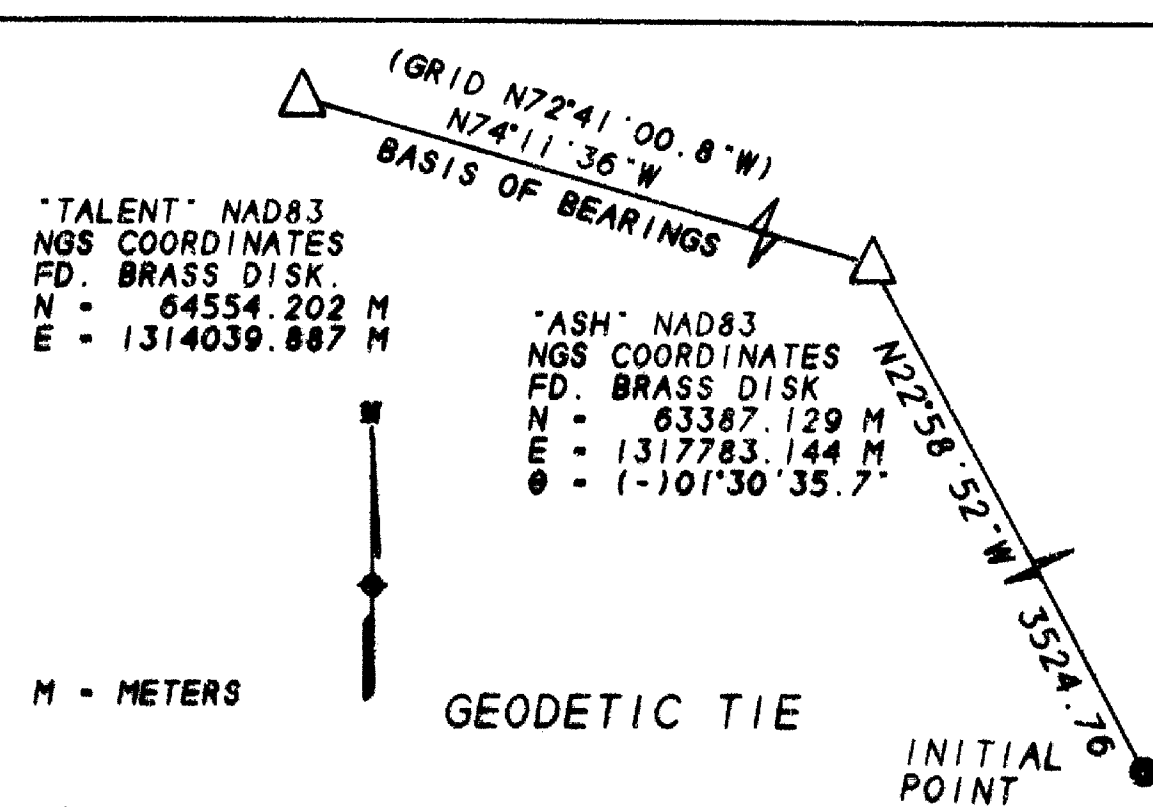 (GRID N72°41'00.8"W)
N74°11'36"W
BASIS OF BEARINGS
"TALENT" NAD83
NGS COORDINATES
FD. BRASS DISK.
N = 64554.202 M
E = 1314039.887 M
"ASH" NAD83
NGS COORDINATES
FD. BRASS DISK
N = 63387.129 M
E = 1317783.144 M
θ = (-)01°30'35.7"
N22°58'52"W 3524.76
N
M = METERS
GEODETIC TIE
INITIAL
POINT